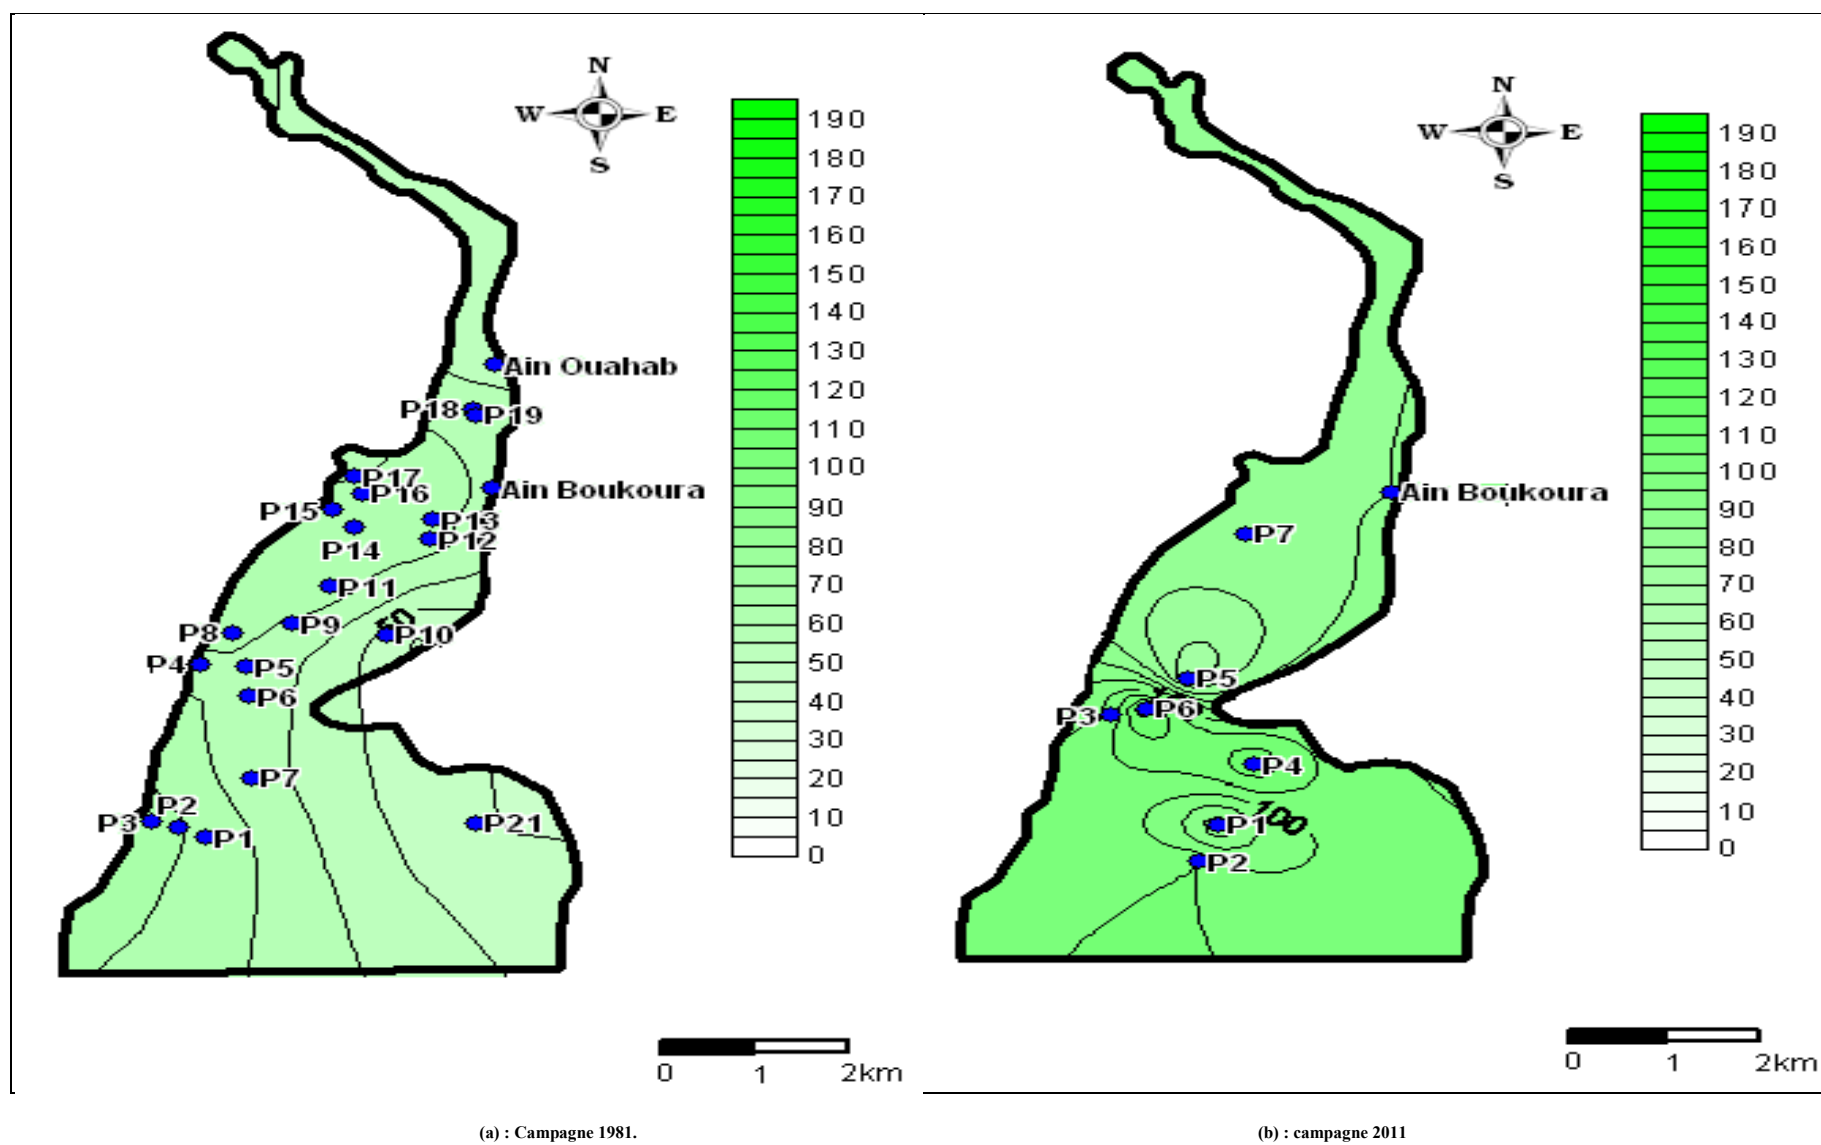 N
W E
S
190
180
170
160
150
140
130
120
110
100
90
80
70
60
50
40
30
20
10
0
Ain Ouahab
P18
P19
P17
P16
Ain Boukoura
P15
P13
P14
P12
P11
P9
P8
P10
P4
P5
P6
P7
P2
P3
P1
P21
0 1 2km
(a) : Campagne 1981.
N
W E
S
190
180
170
160
150
140
130
120
110
100
90
80
70
60
50
40
30
20
10
0
Ain Boukoura
P7
P5
P6
P3
P4
100
P1
P2
0 1 2km
(b) : campagne 2011